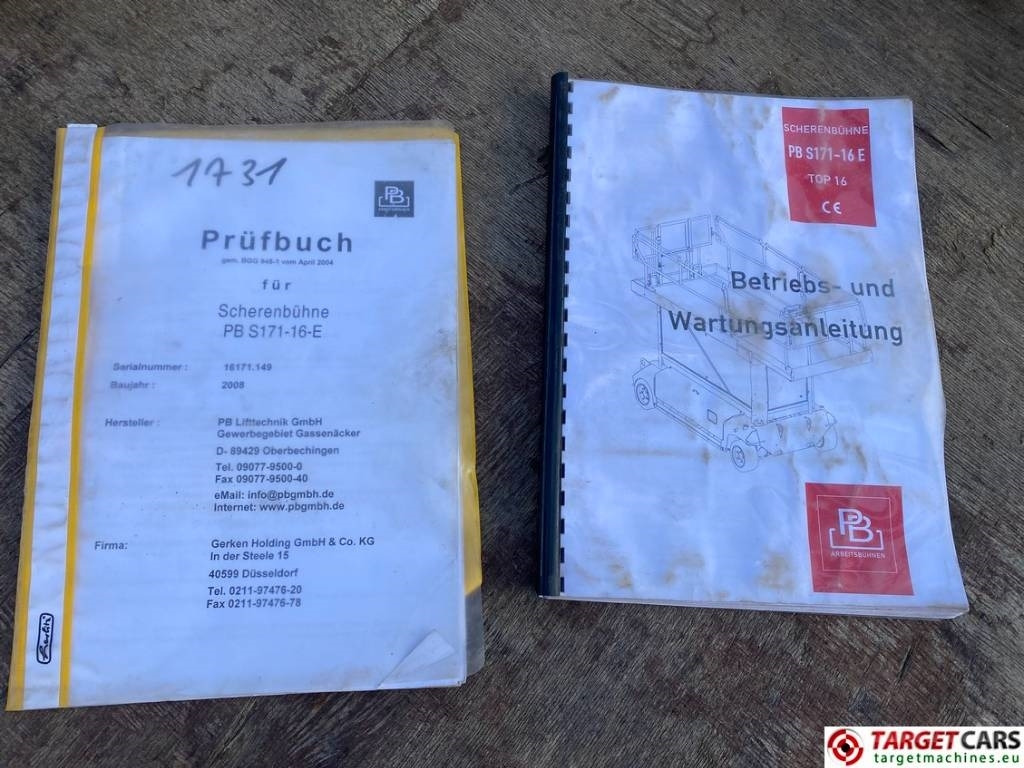 1A31
PB
Prüfbuch
gem. BGG 945-1 vom April 2004
für
Scherenbühne
PB S171-16-E
Serialnummer : 16171.149
Baujahr : 2008
Hersteller : PB Lifttechnik GmbH
Gewerbegebiet Gassenäcker
D- 89429 Oberbechingen
Tel. 09077-9500-0
Fax 09077-9500-40
eMail: info@pbgmbh.de
Internet: www.pbgmbh.de
Firma: Gerken Holding GmbH & Co. KG
In der Steele 15
40599 Düsseldorf
Tel. 0211-97476-20
Fax 0211-97476-78
herlitz
SCHERENBÜHNE
PB S171-16 E
TOP 16
CE
Betriebs- und
Wartungsanleitung
PB
ARBEITSBÜHNEN
TARGETCARS
targetmachines.eu